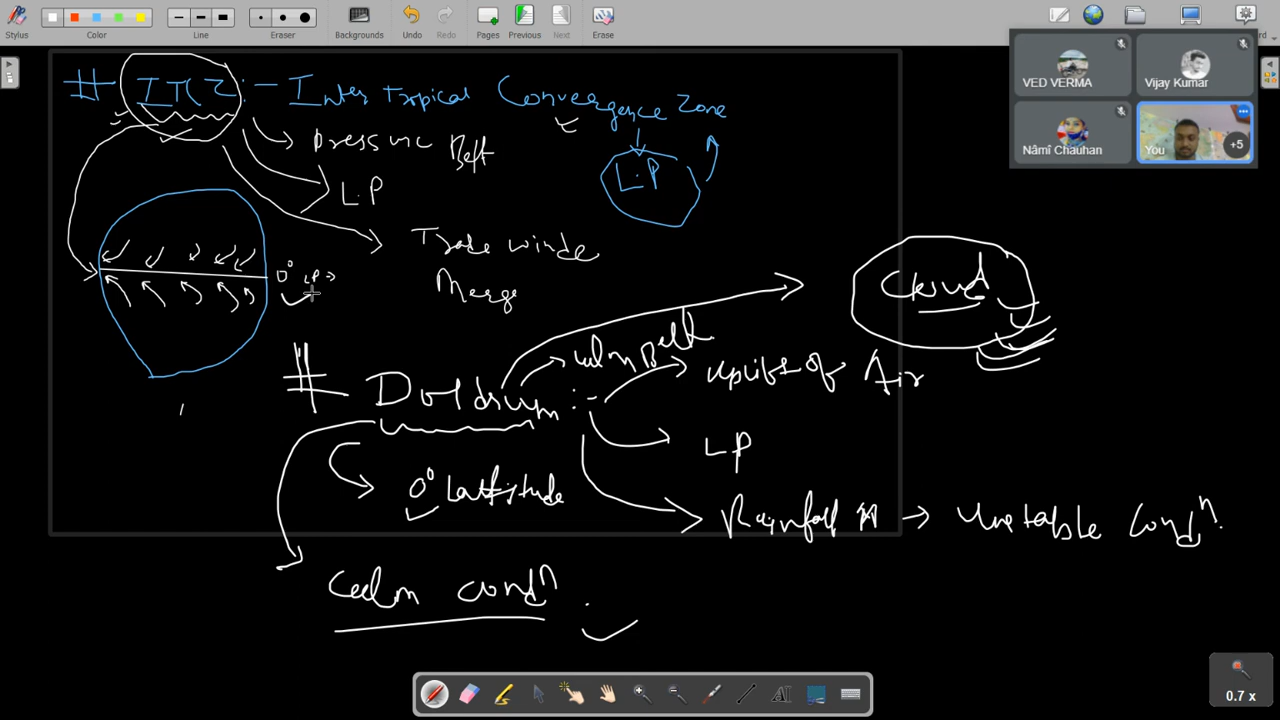 Stylus
Color
Line
Eraser
Backgrounds
Undo
Redo
Pages
Previous
Next
Erase
VED VERMA
Vijay Kumar
Nâmî Chauhan
You
+5
# ITCZ :- Inter Tropical Convergence Zone
Pressure Belt
L.P
L.P
Trade winds
Merge
0° LP
Cloud
# Doldrum :-
Calm Belt
uplift of Air
LP
0° Latitude
Rainfall → Unstable Condⁿ.
Calm condⁿ.
0.7 x